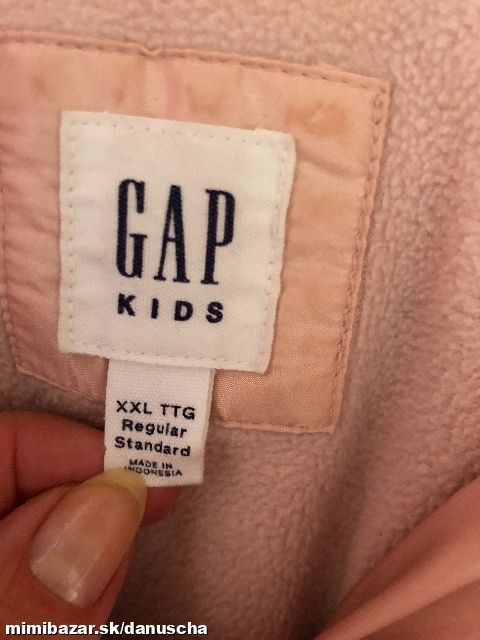 GAP
KIDS
XXL TTG
Regular
Standard
MADE IN
INDONESIA
mimibazar.sk/danuscha